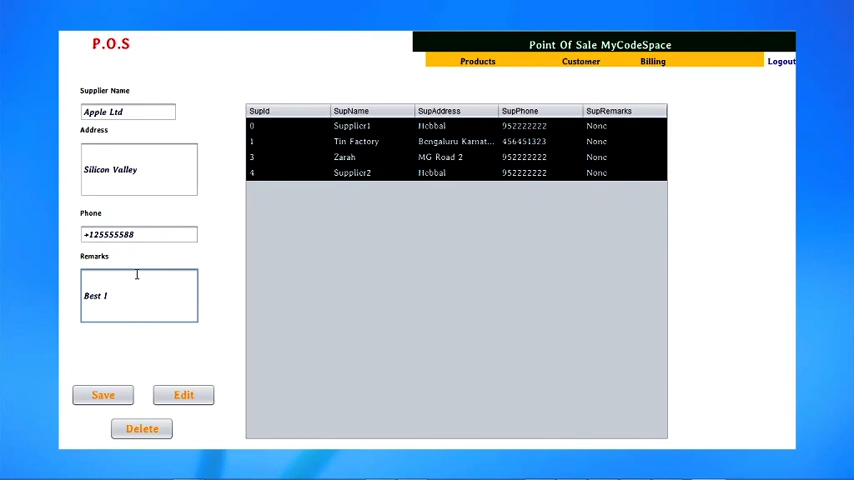 P.O.S
Point Of Sale MyCodeSpace
Products Customer Billing Logout
Supplier Name
Apple Ltd
Address
Silicon Valley
Phone
+125555588
Remarks
Best I
Save Edit
Delete
SupId SupName SupAddress SupPhone SupRemarks
0 Supplier1 Hebbal 952222222 None
1 Tin Factory Bengaluru Karnat... 456451323 None
3 Zarah MG Road 2 952222222 None
4 Supplier2 Hebbal 952222222 None